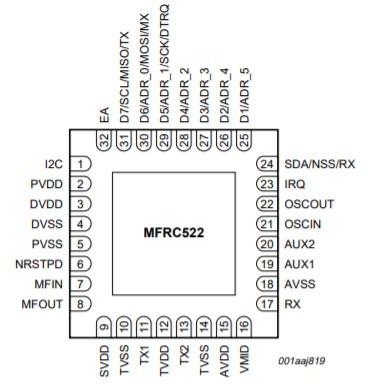 EA
D7/SCL/MISO/TX
D6/ADR_0/MOSI/MX
D5/ADR_1/SCK/DTRQ
D4/ADR_2
D3/ADR_3
D2/ADR_4
D1/ADR_5
32 31 30 29 28 27 26 25
I2C 1
PVDD 2
DVDD 3
DVSS 4
PVSS 5
NRSTPD 6
MFIN 7
MFOUT 8
MFRC522
24 SDA/NSS/RX
23 IRQ
22 OSCOUT
21 OSCIN
20 AUX2
19 AUX1
18 AVSS
17 RX
9 10 11 12 13 14 15 16
SVDD
TVSS
TX1
TVDD
TX2
TVSS
AVDD
VMID
001aaj819